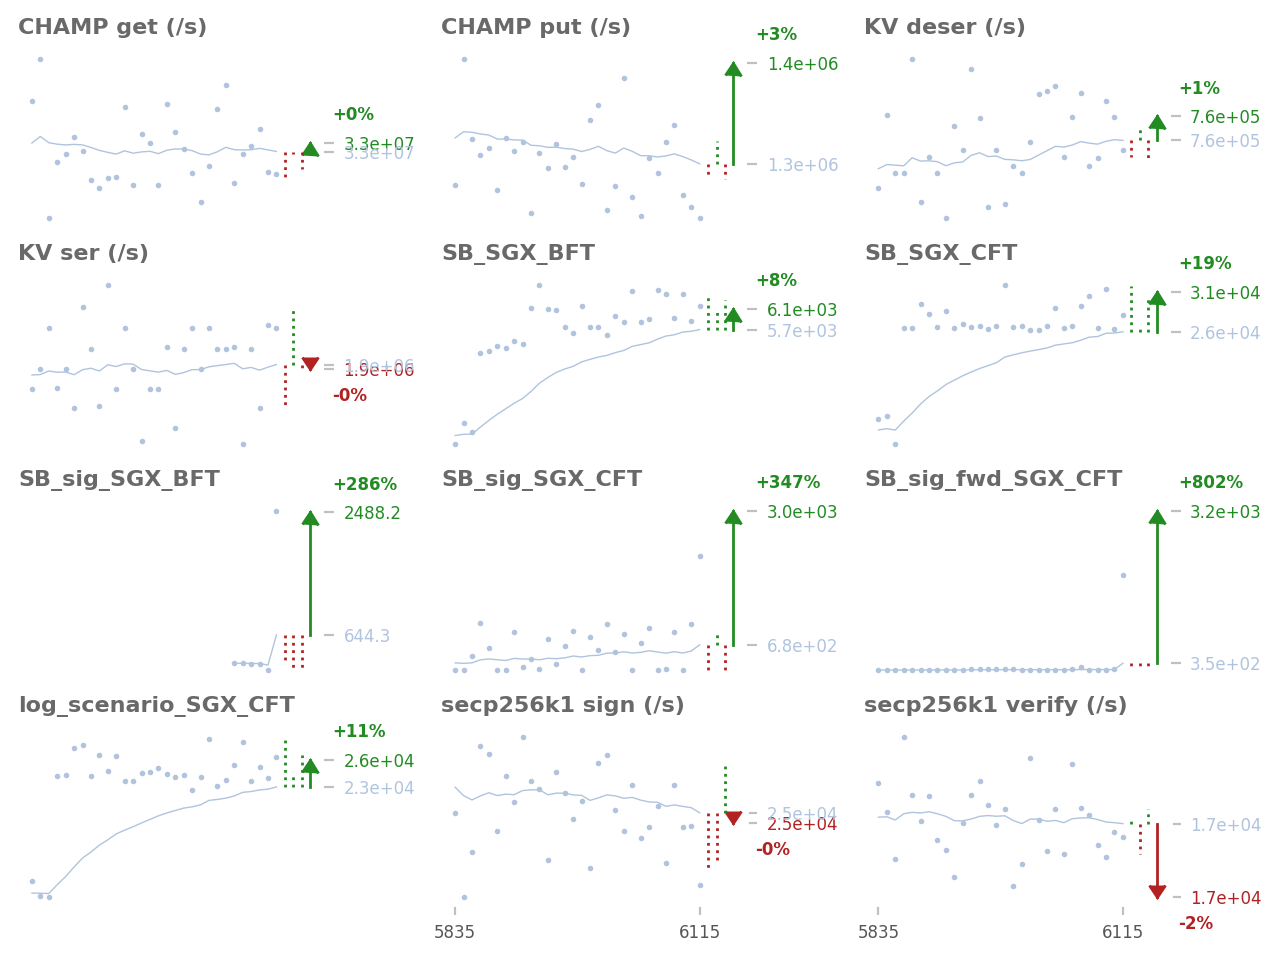 CHAMP get (/s)
+0%
3.3e+07
3.3e+07
CHAMP put (/s)
+3%
1.4e+06
1.3e+06
KV deser (/s)
+1%
7.6e+05
7.6e+05
KV ser (/s)
1.9e+06
1.9e+06
-0%
SB_SGX_BFT
+8%
6.1e+03
5.7e+03
SB_SGX_CFT
+19%
3.1e+04
2.6e+04
SB_sig_SGX_BFT
+286%
2488.2
644.3
SB_sig_SGX_CFT
+347%
3.0e+03
6.8e+02
SB_sig_fwd_SGX_CFT
+802%
3.2e+03
3.5e+02
log_scenario_SGX_CFT
+11%
2.6e+04
2.3e+04
secp256k1 sign (/s)
2.5e+04
2.5e+04
-0%
5835 6115
secp256k1 verify (/s)
1.7e+04
1.7e+04
-2%
5835 6115